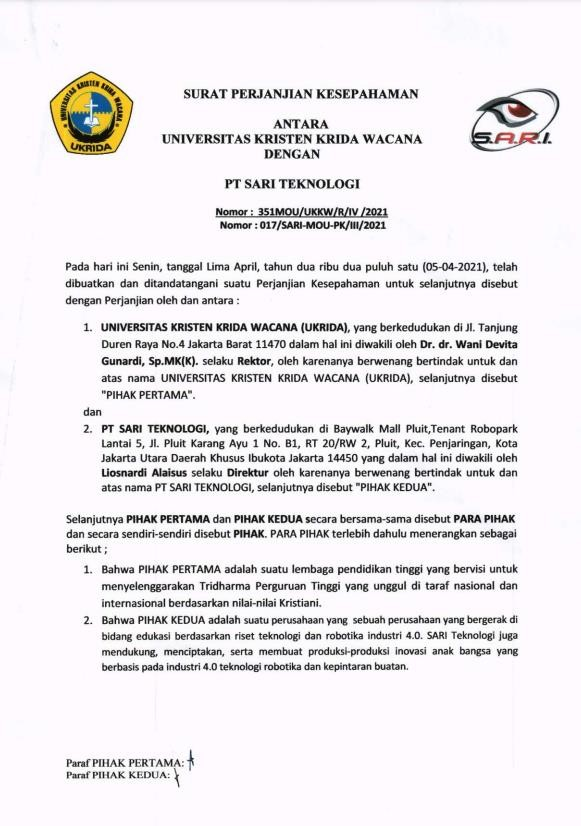 UNIVERSITAS KRISTEN KRIDA WACANA
UKRIDA
S.A.R.I.
SURAT PERJANJIAN KESEPAHAMAN
ANTARA
UNIVERSITAS KRISTEN KRIDA WACANA
DENGAN
PT SARI TEKNOLOGI
Nomor : 351MOU/UKKW/R/IV /2021
Nomor : 017/SARI-MOU-PK/III/2021
Pada hari ini Senin, tanggal Lima April, tahun dua ribu dua puluh satu (05-04-2021), telah
dibuatkan dan ditandatangani suatu Perjanjian Kesepahaman untuk selanjutnya disebut
dengan Perjanjian oleh dan antara :
1. UNIVERSITAS KRISTEN KRIDA WACANA (UKRIDA), yang berkedudukan di Jl. Tanjung
Duren Raya No.4 Jakarta Barat 11470 dalam hal ini diwakili oleh Dr. dr. Wani Devita
Gunardi, Sp.MK(K). selaku Rektor, oleh karenanya berwenang bertindak untuk dan
atas nama UNIVERSITAS KRISTEN KRIDA WACANA (UKRIDA), selanjutnya disebut
"PIHAK PERTAMA".
dan
2. PT SARI TEKNOLOGI, yang berkedudukan di Baywalk Mall Pluit,Tenant Robopark
Lantai 5, Jl. Pluit Karang Ayu 1 No. B1, RT 20/RW 2, Pluit, Kec. Penjaringan, Kota
Jakarta Utara Daerah Khusus Ibukota Jakarta 14450 yang dalam hal ini diwakili oleh
Liosnardi Alaisus selaku Direktur oleh karenanya berwenang bertindak untuk dan
atas nama PT SARI TEKNOLOGI, selanjutnya disebut "PIHAK KEDUA".
Selanjutnya PIHAK PERTAMA dan PIHAK KEDUA secara bersama-sama disebut PARA PIHAK
dan secara sendiri-sendiri disebut PIHAK. PARA PIHAK terlebih dahulu menerangkan sebagai
berikut ;
1. Bahwa PIHAK PERTAMA adalah suatu lembaga pendidikan tinggi yang bervisi untuk
menyelenggarakan Tridharma Perguruan Tinggi yang unggul di taraf nasional dan
internasional berdasarkan nilai-nilai Kristiani.
2. Bahwa PIHAK KEDUA adalah suatu perusahaan yang sebuah perusahaan yang bergerak di
bidang edukasi berdasarkan riset teknologi dan robotika industri 4.0. SARI Teknologi juga
mendukung, menciptakan, serta membuat produksi-produksi inovasi anak bangsa yang
berbasis pada industri 4.0 teknologi robotika dan kepintaran buatan.
Paraf PIHAK PERTAMA:
Paraf PIHAK KEDUA: